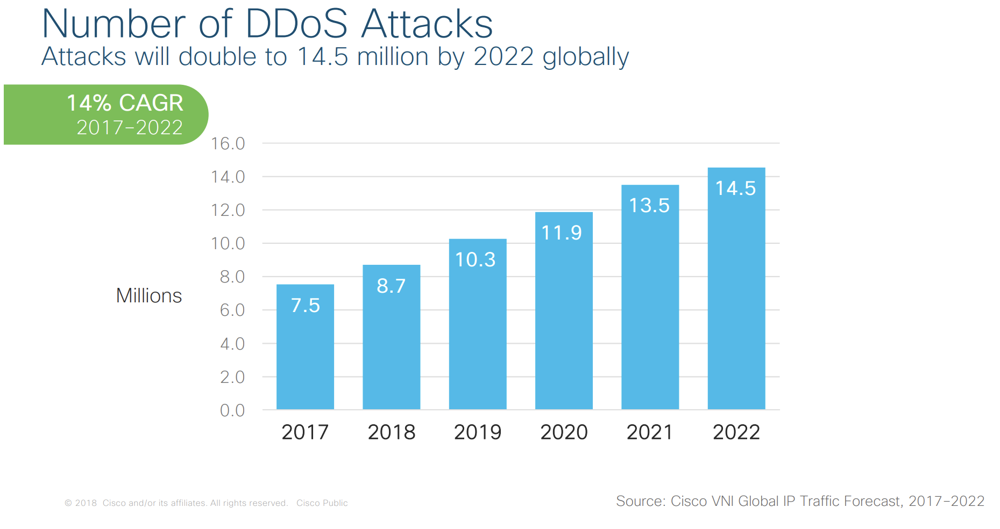 Number of DDoS Attacks
Attacks will double to 14.5 million by 2022 globally
14% CAGR
2017–2022
16.0
14.0
12.0
10.0
8.0
6.0
4.0
2.0
0.0
Millions
7.5
8.7
10.3
11.9
13.5
14.5
2017 2018 2019 2020 2021 2022
© 2018 Cisco and/or its affiliates. All rights reserved. Cisco Public
Source: Cisco VNI Global IP Traffic Forecast, 2017–2022